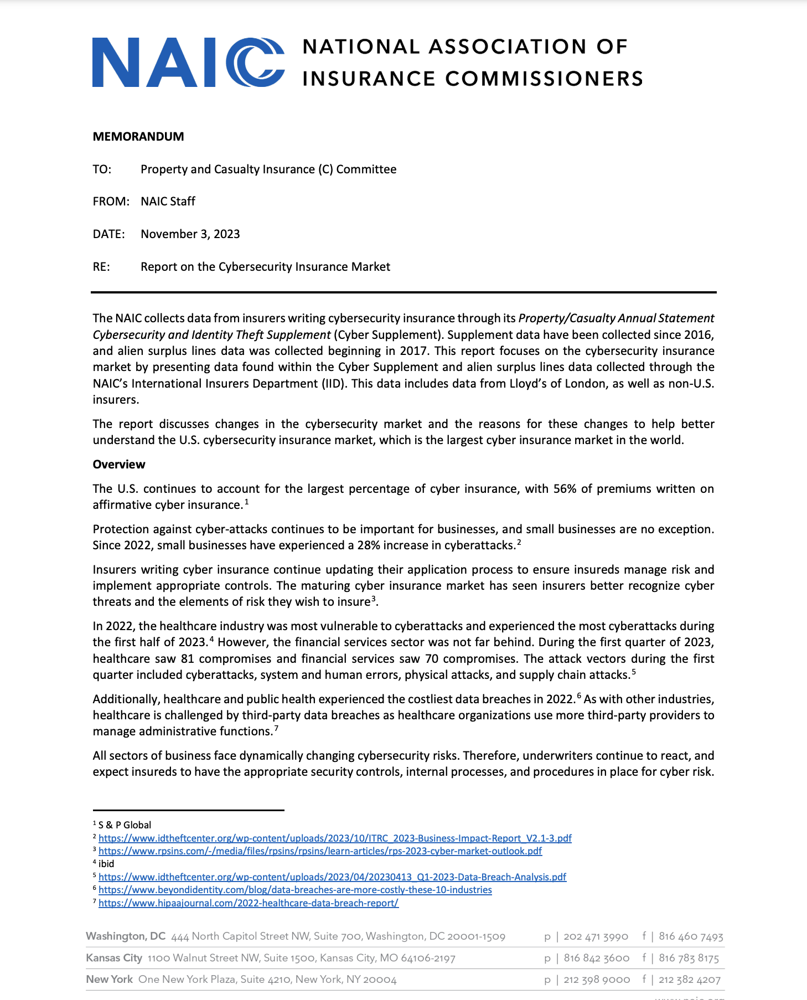 NAIC NATIONAL ASSOCIATION OF
INSURANCE COMMISSIONERS
MEMORANDUM
TO: Property and Casualty Insurance (C) Committee
FROM: NAIC Staff
DATE: November 3, 2023
RE: Report on the Cybersecurity Insurance Market
The NAIC collects data from insurers writing cybersecurity insurance through its Property/Casualty Annual Statement
Cybersecurity and Identity Theft Supplement (Cyber Supplement). Supplement data have been collected since 2016,
and alien surplus lines data was collected beginning in 2017. This report focuses on the cybersecurity insurance
market by presenting data found within the Cyber Supplement and alien surplus lines data collected through the
NAIC’s International Insurers Department (IID). This data includes data from Lloyd’s of London, as well as non-U.S.
insurers.
The report discusses changes in the cybersecurity market and the reasons for these changes to help better
understand the U.S. cybersecurity insurance market, which is the largest cyber insurance market in the world.
Overview
The U.S. continues to account for the largest percentage of cyber insurance, with 56% of premiums written on
affirmative cyber insurance.1
Protection against cyber-attacks continues to be important for businesses, and small businesses are no exception.
Since 2022, small businesses have experienced a 28% increase in cyberattacks.2
Insurers writing cyber insurance continue updating their application process to ensure insureds manage risk and
implement appropriate controls. The maturing cyber insurance market has seen insurers better recognize cyber
threats and the elements of risk they wish to insure3.
In 2022, the healthcare industry was most vulnerable to cyberattacks and experienced the most cyberattacks during
the first half of 2023.4 However, the financial services sector was not far behind. During the first quarter of 2023,
healthcare saw 81 compromises and financial services saw 70 compromises. The attack vectors during the first
quarter included cyberattacks, system and human errors, physical attacks, and supply chain attacks.5
Additionally, healthcare and public health experienced the costliest data breaches in 2022.6 As with other industries,
healthcare is challenged by third-party data breaches as healthcare organizations use more third-party providers to
manage administrative functions.7
All sectors of business face dynamically changing cybersecurity risks. Therefore, underwriters continue to react, and
expect insureds to have the appropriate security controls, internal processes, and procedures in place for cyber risk.
1 S & P Global
2 https://www.idtheftcenter.org/wp-content/uploads/2023/10/ITRC_2023-Business-Impact-Report_V2.1-3.pdf
3 https://www.rpsins.com/-/media/files/rpsins/rpsins/learn-articles/rps-2023-cyber-market-outlook.pdf
4 ibid
5 https://www.idtheftcenter.org/wp-content/uploads/2023/04/20230413_Q1-2023-Data-Breach-Analysis.pdf
6 https://www.beyondidentity.com/blog/data-breaches-are-more-costly-these-10-industries
7 https://www.hipaajournal.com/2022-healthcare-data-breach-report/
Washington, DC 444 North Capitol Street NW, Suite 700, Washington, DC 20001-1509 p | 202 471 3990 f | 816 460 7493
Kansas City 1100 Walnut Street NW, Suite 1500, Kansas City, MO 64106-2197 p | 816 842 3600 f | 816 783 8175
New York One New York Plaza, Suite 4210, New York, NY 20004 p | 212 398 9000 f | 212 382 4207